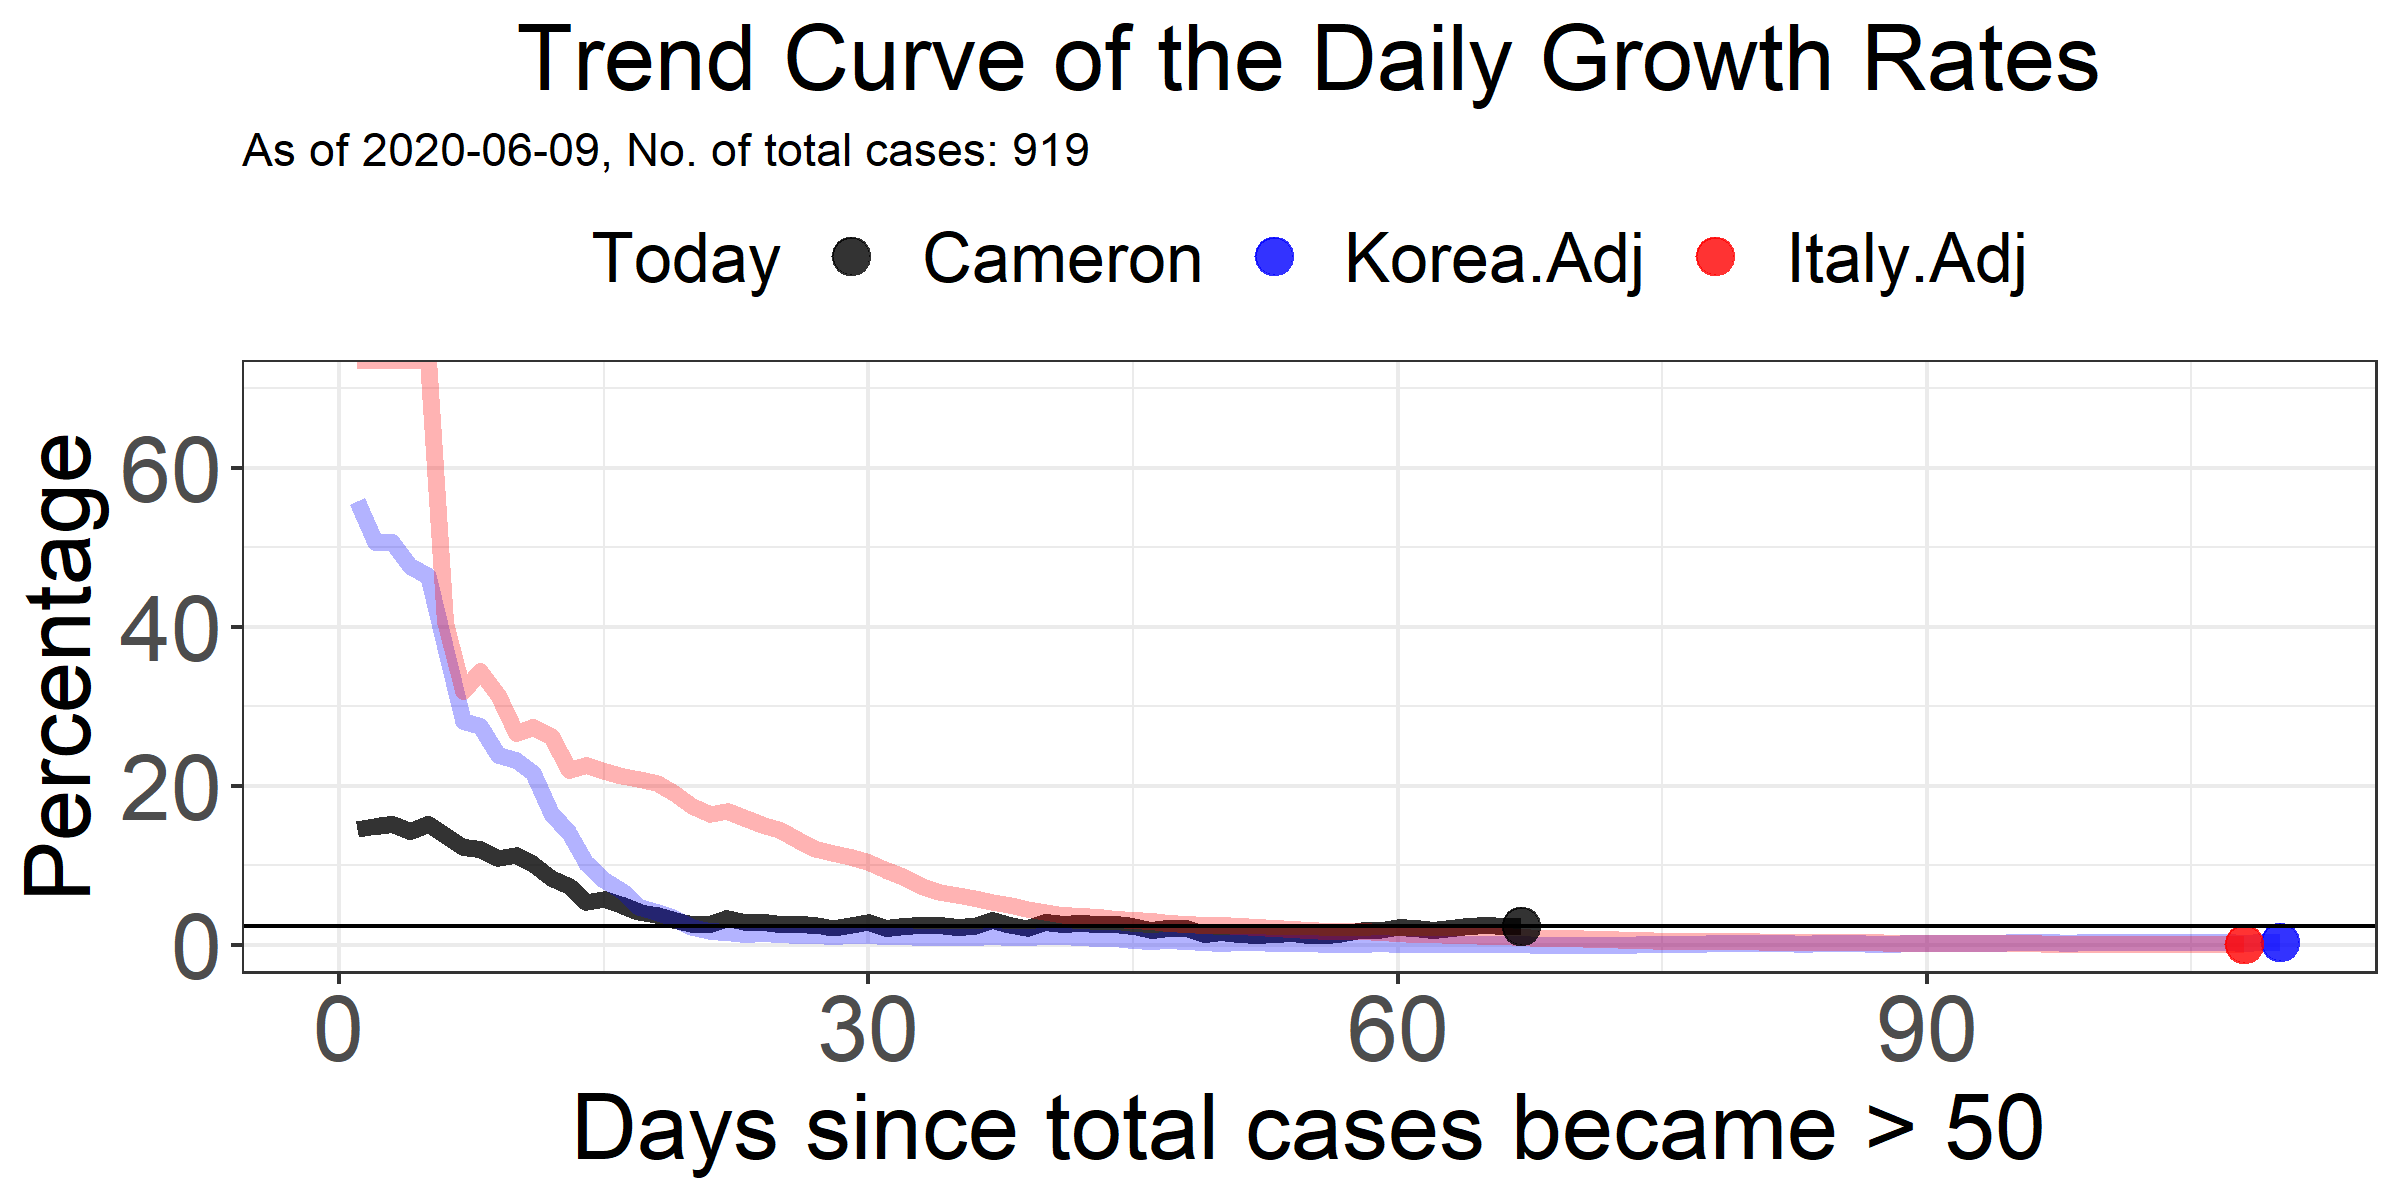 Trend Curve of the Daily Growth Rates
As of 2020-06-09, No. of total cases: 919
Today Cameron Korea.Adj Italy.Adj
Percentage
60
40
20
0
0 30 60 90
Days since total cases became > 50